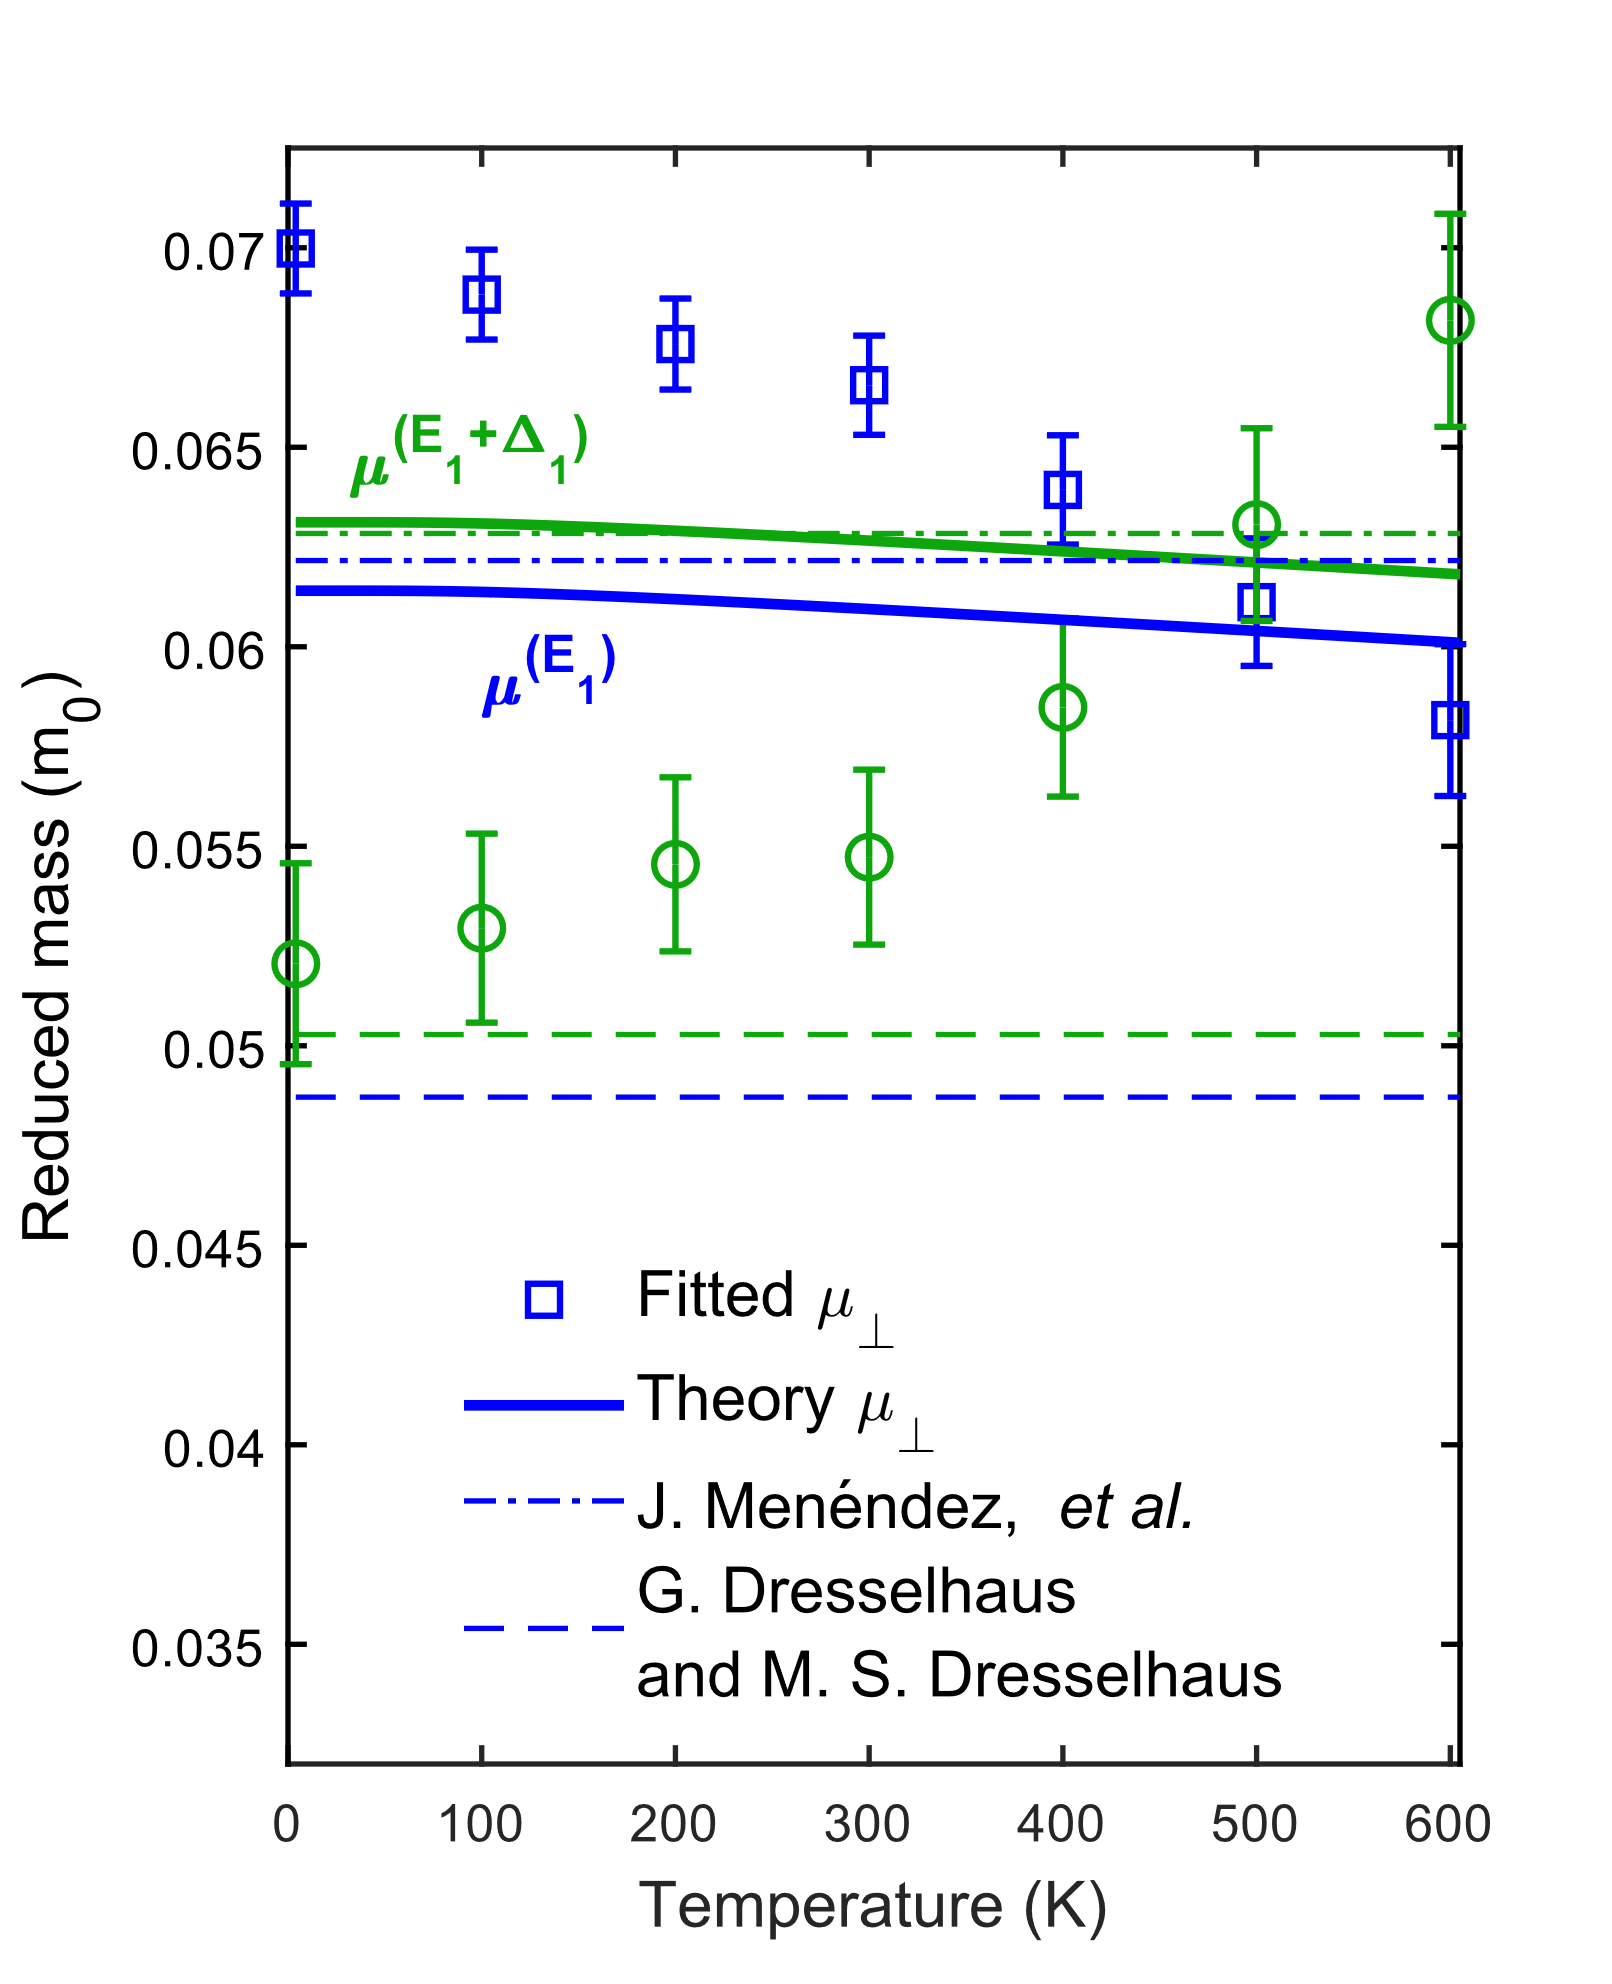 0.07
0.065
0.06
0.055
0.05
0.045
0.04
0.035
Reduced mass (m0)
μ(E1+Δ1)
μ(E1)
Fitted μ⊥
Theory μ⊥
J. Menéndez, et al.
G. Dresselhaus
and M. S. Dresselhaus
0 100 200 300 400 500 600
Temperature (K)